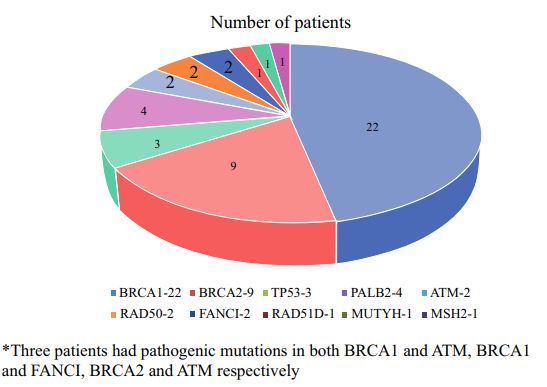 Number of patients
1
1
1
2
2
2
4
3
9
22
BRCA1-22 BRCA2-9 TP53-3 PALB2-4 ATM-2
RAD50-2 FANCI-2 RAD51D-1 MUTYH-1 MSH2-1
*Three patients had pathogenic mutations in both BRCA1 and ATM, BRCA1
and FANCI, BRCA2 and ATM respectively